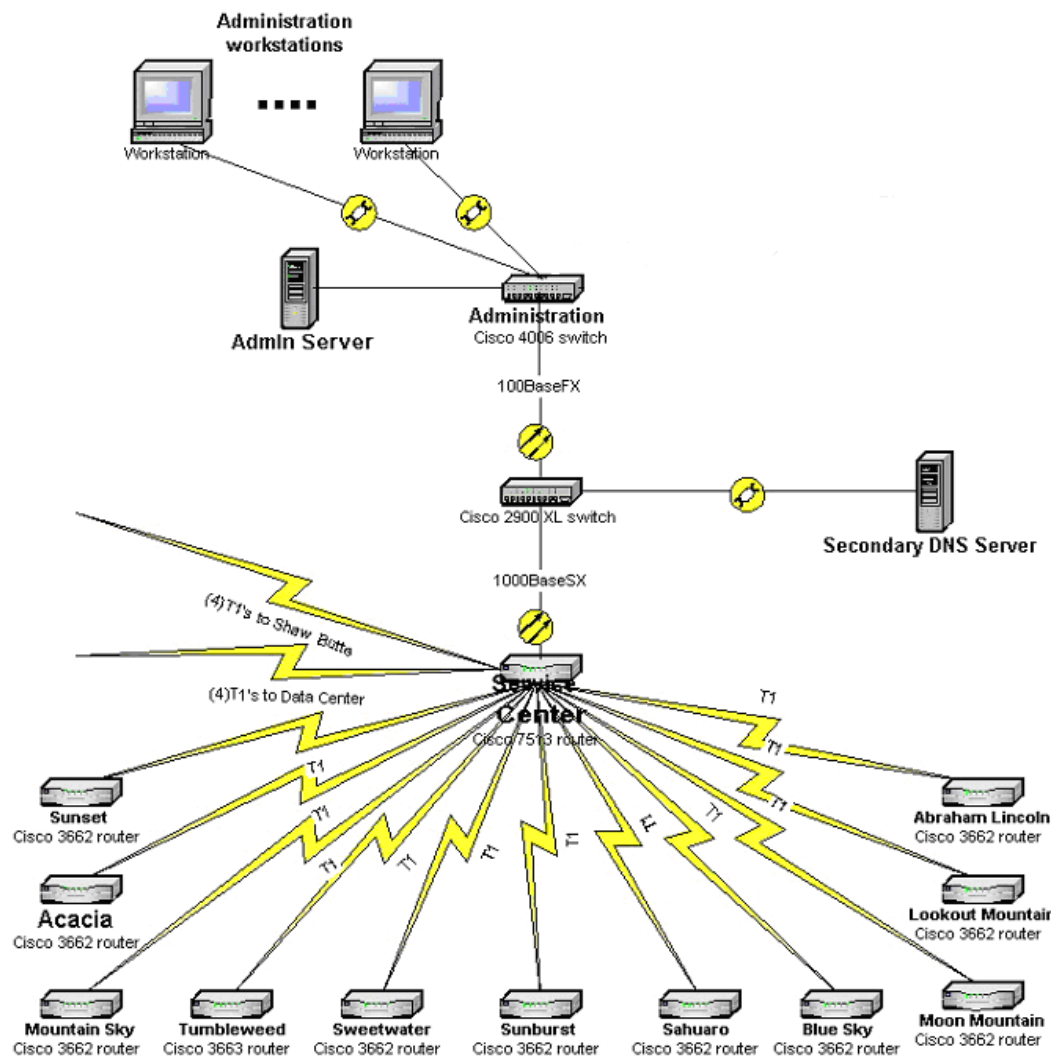 Administration
workstations
Workstation
Workstation
AdmIn Server
Administration
Cisco 4006 switch
100BaseFX
Cisco 2900 XL switch
Secondary DNS Server
1000BaseSX
(4)T1's to Shaw Butte
(4)T1's to Data Center
Service
Center
Cisco 7513 router
T1
T1
T1
T1
T1
T1
T1
T1
T1
T1
T1
Sunset
Cisco 3662 router
Abraham Lincoln
Cisco 3662 router
Acacia
Cisco 3662 router
Lookout Mountain
Cisco 3662 router
Mountain Sky
Cisco 3662 router
Tumbleweed
Cisco 3663 router
Sweetwater
Cisco 3662 router
Sunburst
Cisco 3662 router
Sahuaro
Cisco 3662 router
Blue Sky
Cisco 3662 router
Moon Mountain
Cisco 3662 router